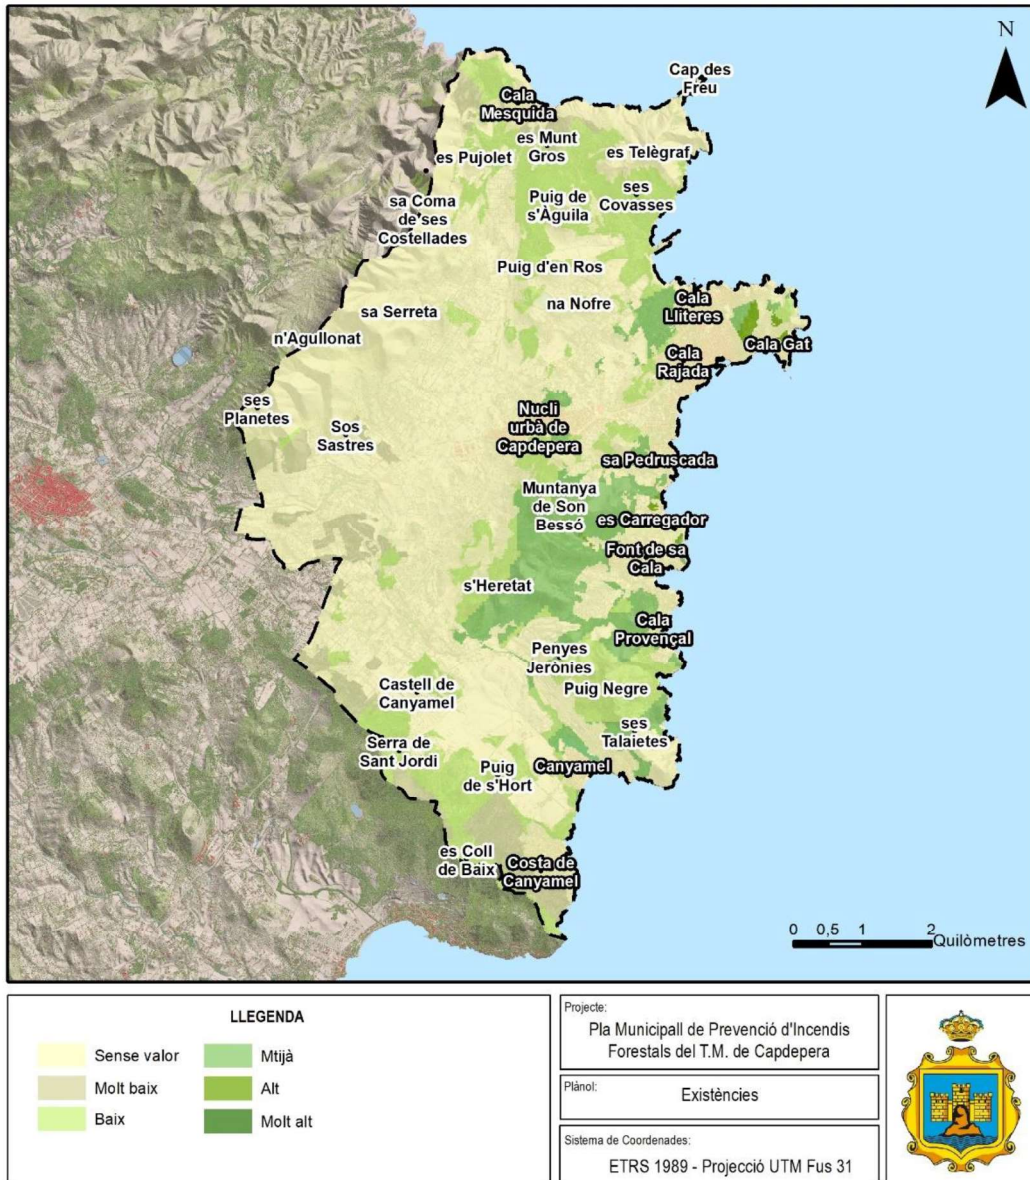 N
Cap des
Freu
Cala
Mesquida
es Munt
Gros
es Pujolet
es Telègraf
sa Coma
de ses
Costellades
Puig de
s'Àguila
ses
Covasses
Puig d'en Ros
na Nofre
Cala
Lliteres
sa Serreta
n'Agullonat
Cala Gat
Cala
Rajada
ses
Planetes
Sos
Sastres
Nucli
urbà de
Capdepera
sa Pedruscada
Muntanya
de Son
Bessó
es Carregador
Font de sa
Cala
s'Heretat
Cala
Provençal
Penyes
Jerònies
Castell de
Canyamel
Puig Negre
ses
Talaietes
Serra de
Sant Jordi
Puig
de s'Hort
Canyamel
es Coll
de Baix
Costa de
Canyamel
0 0,5 1 2
Quilòmetres
LLEGENDA
Sense valor
Molt baix
Baix
Mtijà
Alt
Molt alt
Projecte:
Pla Municipall de Prevenció d'Incendis
Forestals del T.M. de Capdepera
Plànol:
Existències
Sistema de Coordenades:
ETRS 1989 - Projecció UTM Fus 31